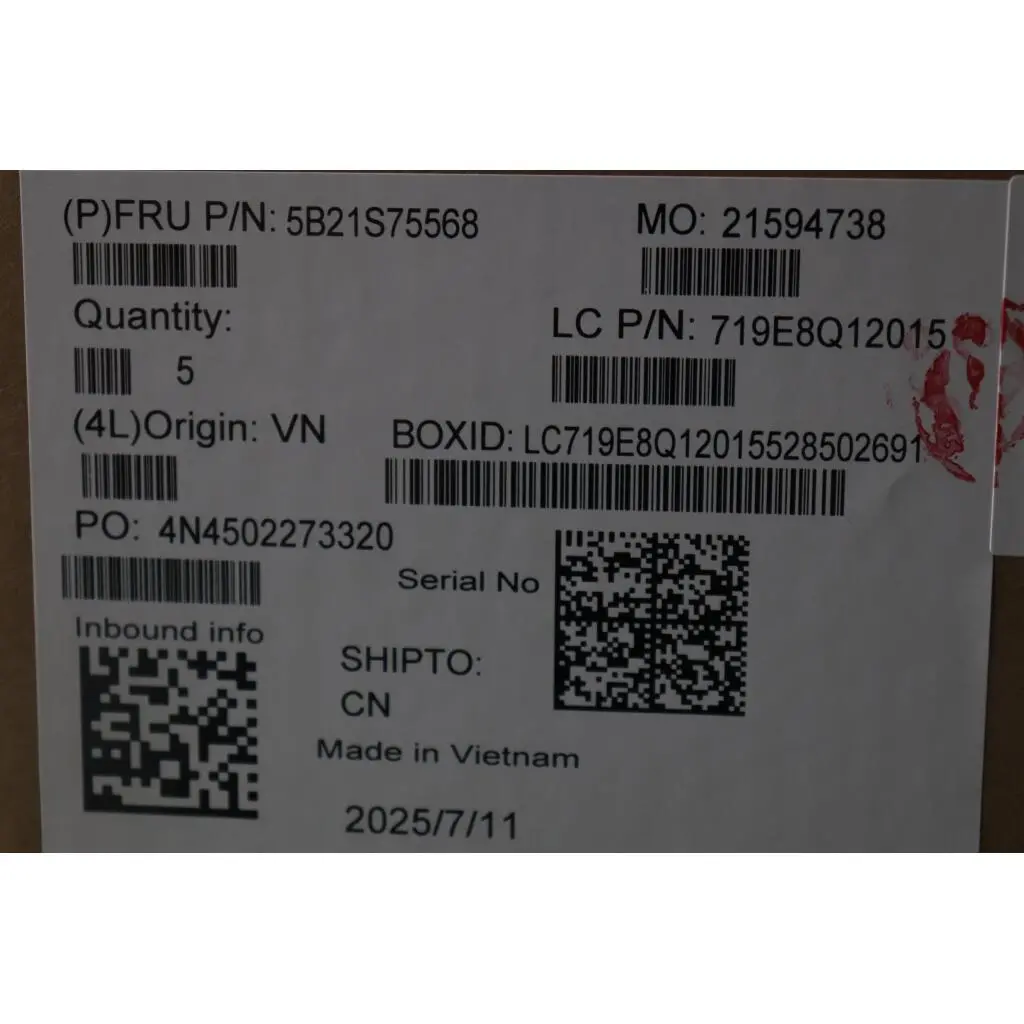 (P)FRU P/N: 5B21S75568
MO: 21594738
Quantity:
5
LC P/N: 719E8Q12015
(4L)Origin: VN
BOXID: LC719E8Q12015528502691
PO: 4N4502273320
Serial No
Inbound info
SHIPTO:
CN
Made in Vietnam
2025/7/11